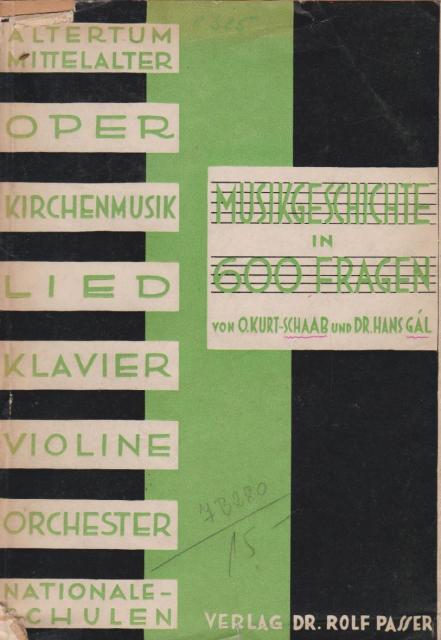 ALTERTUM
MITTELALTER
OPER
KIRCHENMUSIK
LIED
KLAVIER
VIOLINE
ORCHESTER
NATIONALE-
SCHULEN
MUSIKGESCHICHTE
IN
600 FRAGEN
VON O. KURT-SCHAAB UND DR. HANS GÁL
7B280
15.-
VERLAG DR. ROLF PASSER